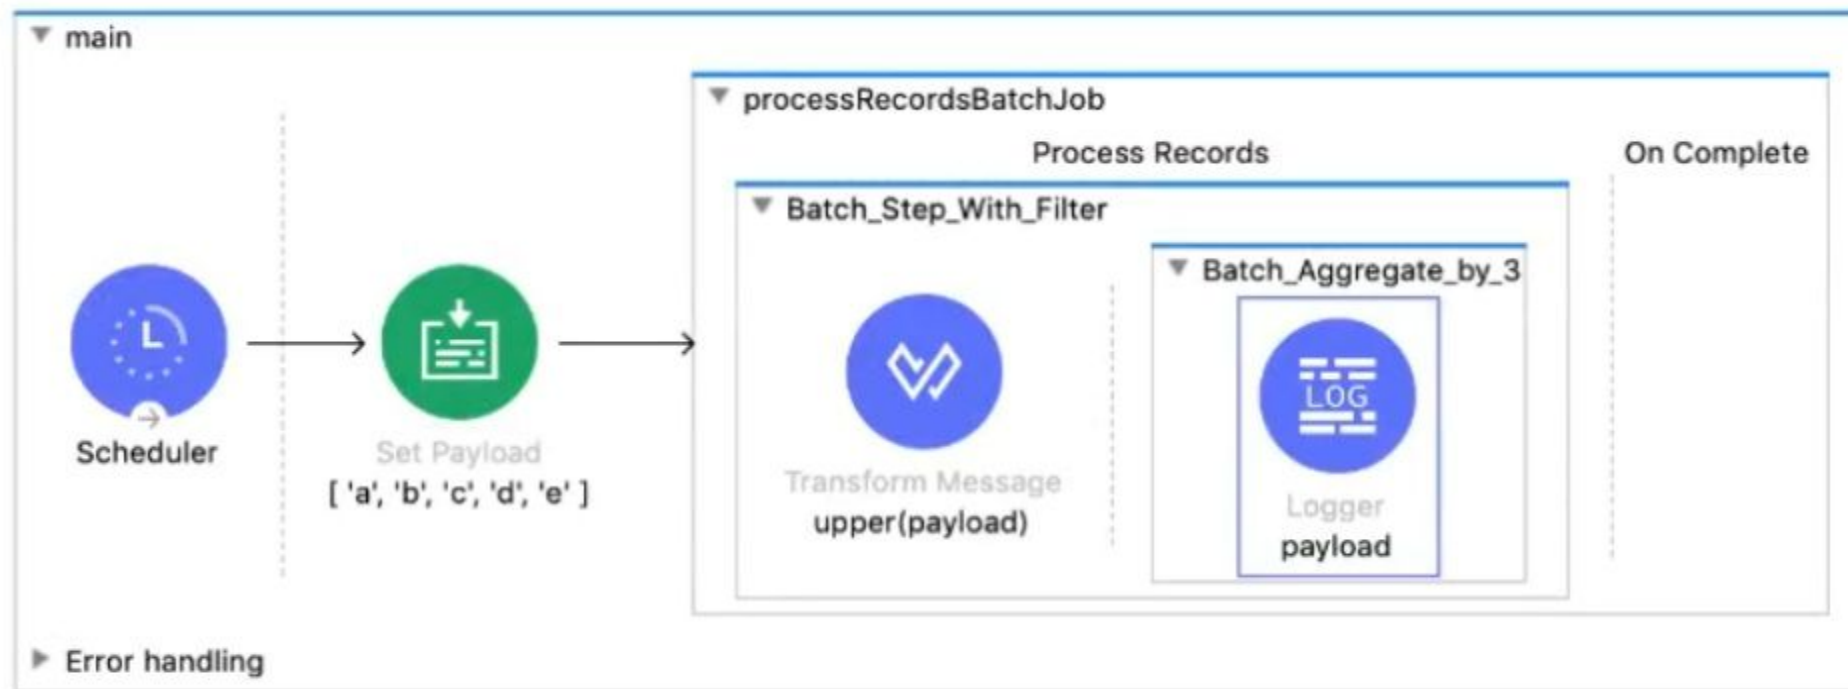 main
processRecordsBatchJob
Process Records
On Complete
Batch_Step_With_Filter
Batch_Aggregate_by_3
L
LOG
Scheduler
Set Payload
[ 'a', 'b', 'c', 'd', 'e' ]
Transform Message
upper(payload)
Logger
payload
Error handling